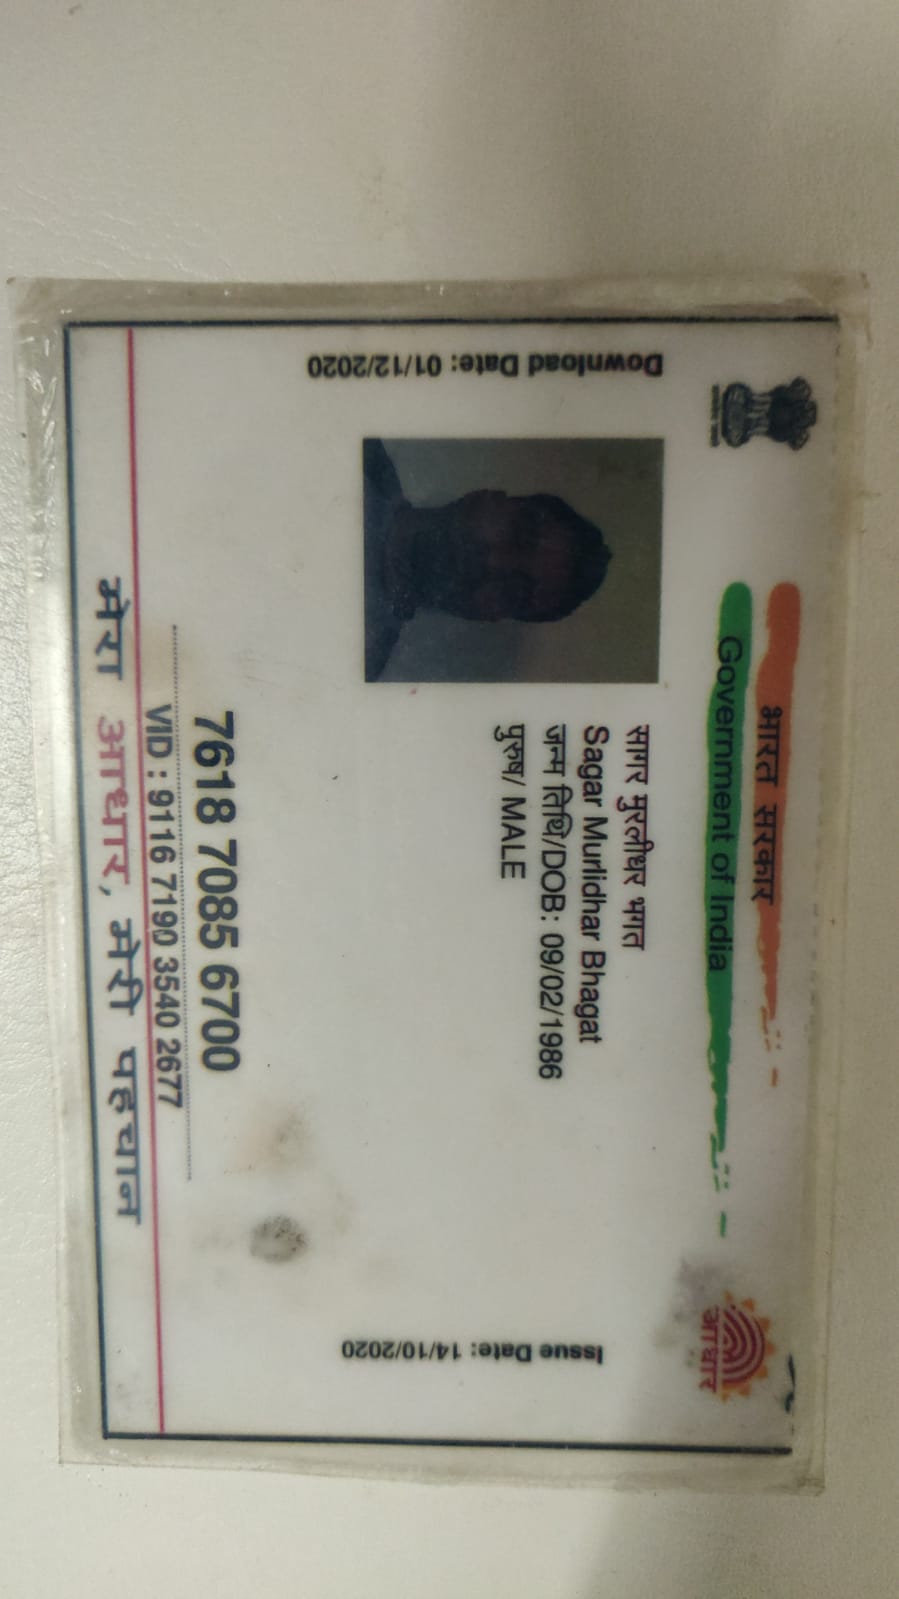 भारत सरकार
Government of India
Download Date: 01/12/2020
सागर मुरलीधर भगत
Sagar Murlidhar Bhagat
जन्म तिथि/DOB: 09/02/1986
पुरुष/ MALE
Issue Date: 14/10/2020
आधार
7618 7085 6700
VID : 9116 7190 3540 2677
मेरा आधार, मेरी पहचान